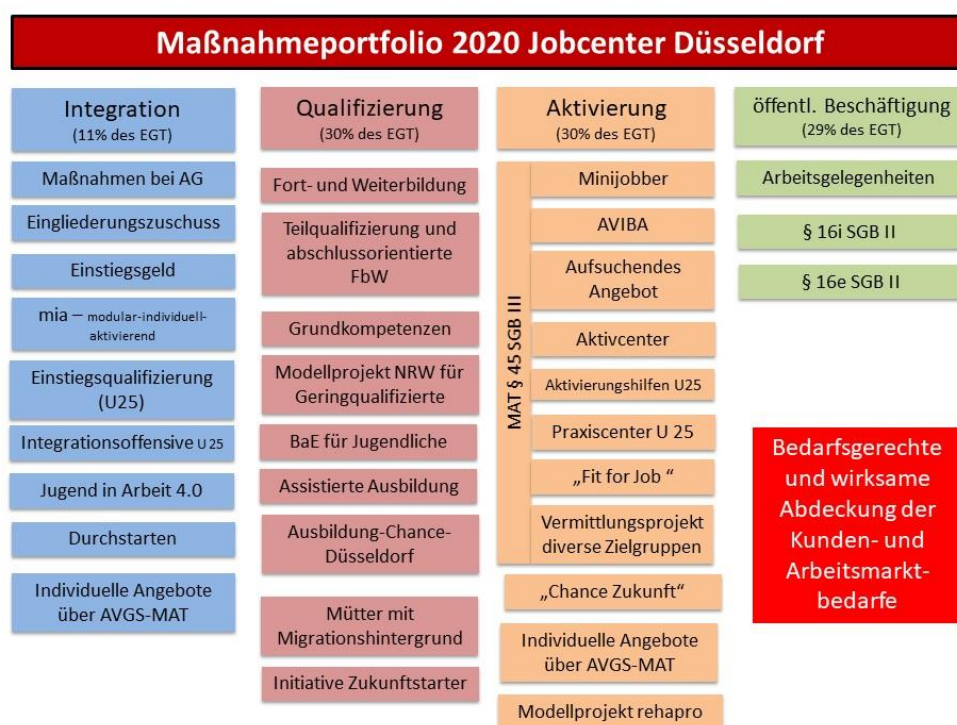 Maßnahmeportfolio 2020 Jobcenter Düsseldorf
Integration
(11% des EGT)
Maßnahmen bei AG
Eingliederungszuschuss
Einstiegsgeld
mia – modular-individuell-
aktivierend
Einstiegsqualifizierung
(U25)
Integrationsoffensive U 25
Jugend in Arbeit 4.0
Durchstarten
Individuelle Angebote
über AVGS-MAT
Qualifizierung
(30% des EGT)
Fort- und Weiterbildung
Teilqualifizierung und
abschlussorientierte
FbW
Grundkompetenzen
Modellprojekt NRW für
Geringqualifizierte
BaE für Jugendliche
Assistierte Ausbildung
Ausbildung-Chance-
Düsseldorf
Mütter mit
Migrationshintergrund
Initiative Zukunftstarter
Aktivierung
(30% des EGT)
MAT § 45 SGB III
Minijobber
AVIBA
Aufsuchendes
Angebot
Aktivcenter
Aktivierungshilfen U25
Praxiscenter U 25
„Fit for Job “
Vermittlungsprojekt
diverse Zielgruppen
„Chance Zukunft“
Individuelle Angebote
über AVGS-MAT
Modellprojekt rehapro
öffentl. Beschäftigung
(29% des EGT)
Arbeitsgelegenheiten
§ 16i SGB II
§ 16e SGB II
Bedarfsgerechte
und wirksame
Abdeckung der
Kunden- und
Arbeitsmarkt-
bedarfe